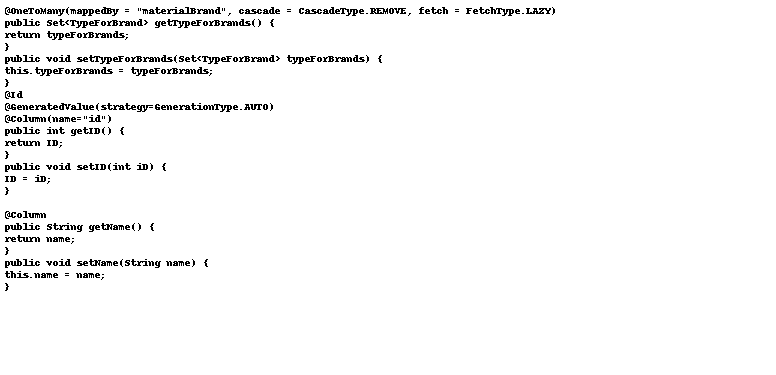 @OneToMany(mappedBy = "materialBrand", cascade = CascadeType.REMOVE, fetch = FetchType.LAZY)
public Set<TypeForBrand> getTypeForBrands() {
return typeForBrands;
}
public void setTypeForBrands(Set<TypeForBrand> typeForBrands) {
this.typeForBrands = typeForBrands;
}
@Id
@GeneratedValue(strategy=GenerationType.AUTO)
@Column(name="id")
public int getID() {
return ID;
}
public void setID(int iD) {
ID = iD;
}
@Column
public String getName() {
return name;
}
public void setName(String name) {
this.name = name;
}